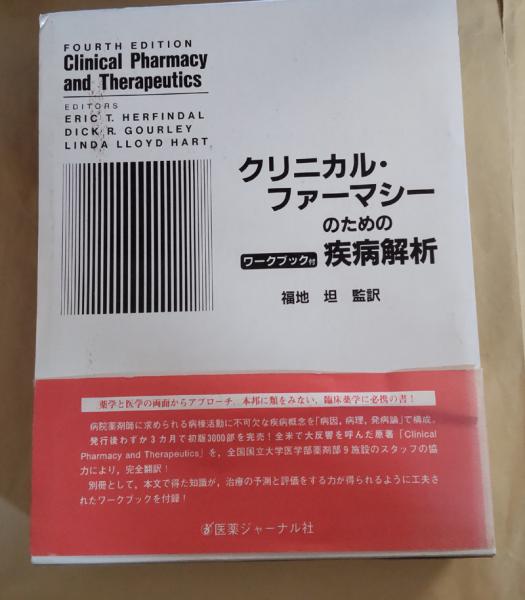 FOURTH EDITION
Clinical Pharmacy
and Therapeutics
EDITORS
ERIC T. HERFINDAL
DICK R. GOURLEY
LINDA LLOYD HART
クリニカル・
ファーマシー
のための
ワークブック付 疾病解析
福地 坦 監訳
薬学と医学の両面からアプローチ。本邦に類をみない、臨床薬学に必携の書!
病院薬剤師に求められる病棟活動に不可欠な疾病概念を「病因,病理,発病論」で構成。
発行後わずか3カ月で初版3000部を完売!全米で大反響を呼んだ原著「Clinical
Pharmacy and Therapeutics」を,全国国立大学医学部薬剤部9施設のスタッフの協
力により,完全翻訳!
別冊として,本文で得た知識が,治療の予測と評価をする力が得られるように工夫さ
れたワークブックを付録!
医薬ジャーナル社